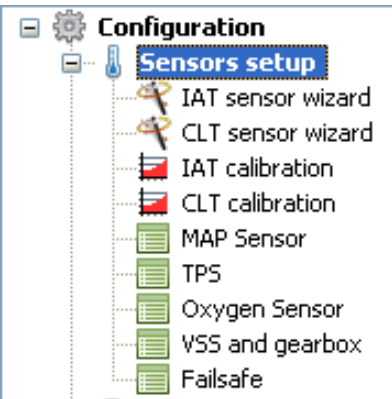 Configuration
Sensors setup
IAT sensor wizard
CLT sensor wizard
IAT calibration
CLT calibration
MAP Sensor
TPS
Oxygen Sensor
VSS and gearbox
Failsafe